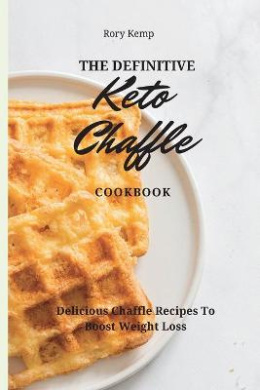 Rory Kemp
THE DEFINITIVE
Keto
Chaffle
COOKBOOK
Delicious Chaffle Recipes To
Boost Weight Loss